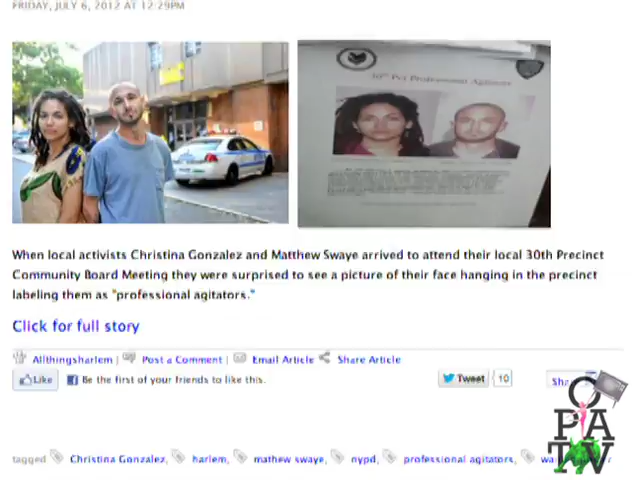 FRIDAY, JULY 6, 2012 AT 12:29PM
30th Pct Professional Agitators
When local activists Christina Gonzalez and Matthew Swaye arrived to attend their local 30th Precinct
Community Board Meeting they were surprised to see a picture of their face hanging in the precinct
labeling them as "professional agitators."
Click for full story
Allthingsharlem | Post a Comment | Email Article Share Article
Like Be the first of your friends to like this. Tweet 10
OPATV
tagged Christina Gonzalez, harlem, mathew swaye, nypd, professional agitators,